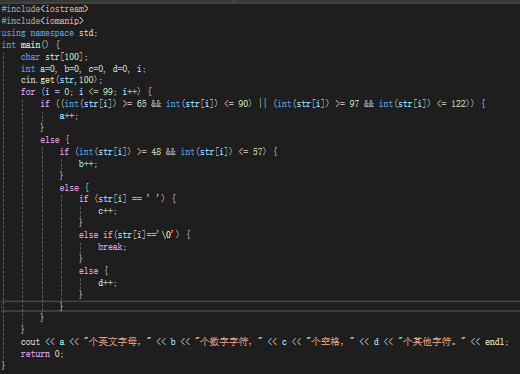 #include<iostream>
#include<iomanip>
using namespace std;
int main() {
char str[100];
int a=0, b=0, c=0, d=0, i;
cin.get(str,100);
for (i = 0; i <= 99; i++) {
if ((int(str[i]) >= 65 && int(str[i]) <= 90) || (int(str[i]) >= 97 && int(str[i]) <= 122)) {
a++;
}
else {
if (int(str[i]) >= 48 && int(str[i]) <= 57) {
b++;
}
else {
if (str[i] == ' ') {
c++;
}
else if(str[i]=='\0') {
break;
}
else {
d++;
}
}
}
}
cout << a << "个英文字母，" << b << "个数字字符，" << c << "个空格，" << d << "个其他字符。" << endl;
return 0;
}